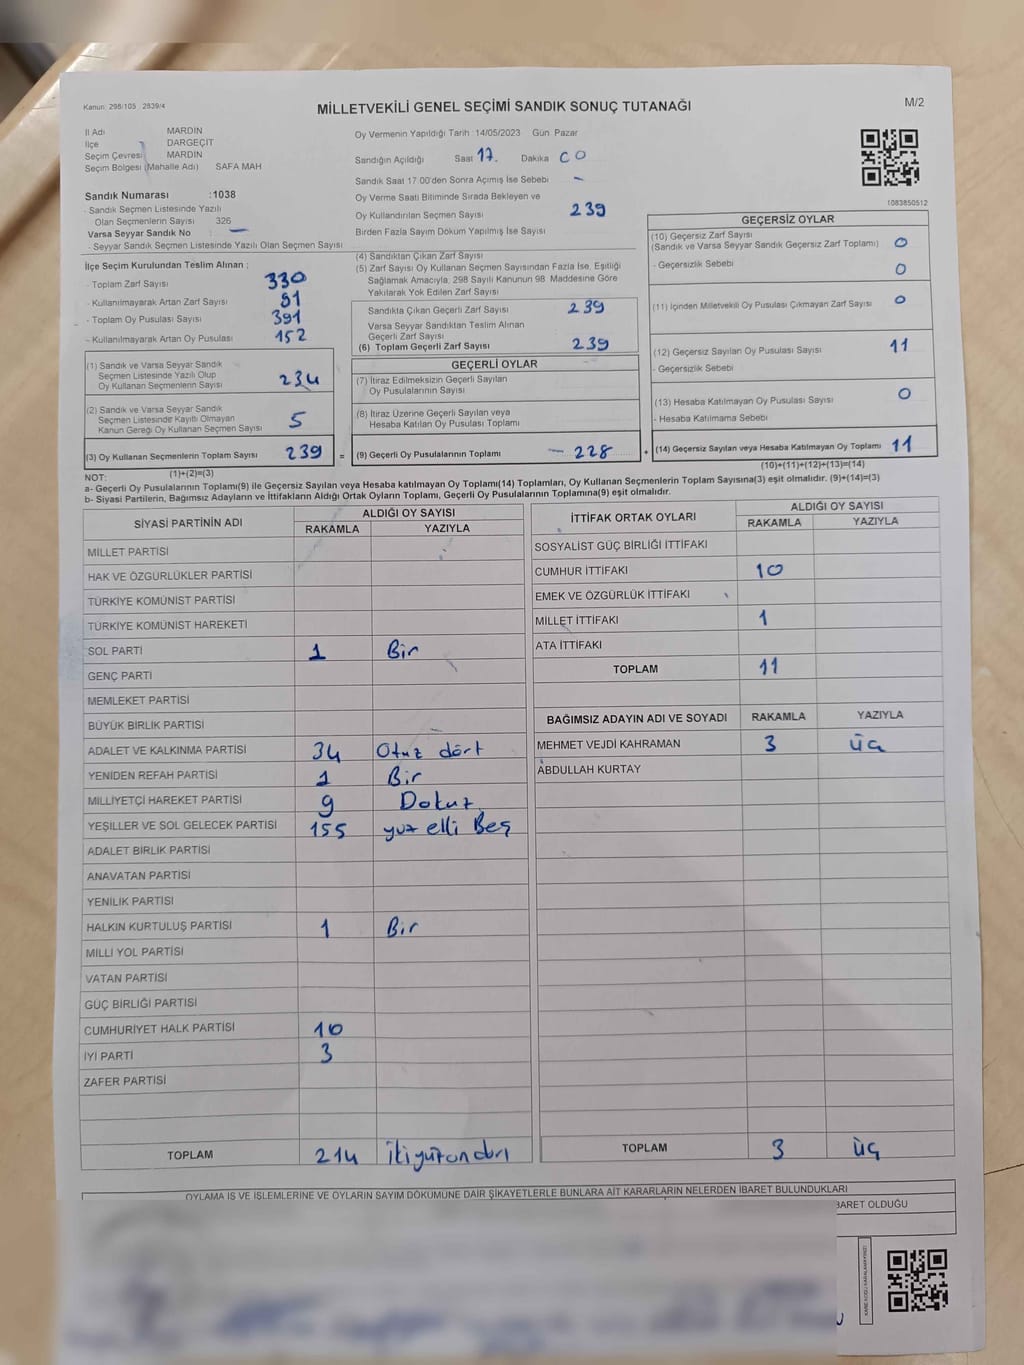 Kanun: 298/105 2839/4
MİLLETVEKİLİ GENEL SEÇİMİ SANDIK SONUÇ TUTANAĞI
M/2
İl Adı MARDİN
İlçe DARGEÇİT
Seçim Çevresi MARDİN
Seçim Bölgesi (Mahalle Adı) SAFA MAH
Sandık Numarası :1038
- Sandık Seçmen Listesinde Yazılı
Olan Seçmenlerin Sayısı 326
Varsa Seyyar Sandık No : —
- Seyyar Sandık Seçmen Listesinde Yazılı Olan Seçmen Sayısı
Oy Vermenin Yapıldığı Tarih :14/05/2023 Gün Pazar
Sandığın Açıldığı Saat 17. Dakika 00
Sandık Saat 17:00'den Sonra Açılmış İse Sebebi –
Oy Verme Saati Bitiminde Sırada Bekleyen ve
Oy Kullandırılan Seçmen Sayısı 239
Birden Fazla Sayım Döküm Yapılmış İse Sayısı
1083850512
İlçe Seçim Kurulundan Teslim Alınan :
- Toplam Zarf Sayısı 330
- Kullanılmayarak Artan Zarf Sayısı 91
- Toplam Oy Pusulası Sayısı 391
- Kullanılmayarak Artan Oy Pusulası 152
(1) Sandık ve Varsa Seyyar Sandık
Seçmen Listesinde Yazılı Olup
Oy Kullanan Seçmenlerin Sayısı 234
(2) Sandık ve Varsa Seyyar Sandık
Seçmen Listesinde Kayıtlı Olmayan
Kanun Gereği Oy Kullanan Seçmen Sayısı 5
(3) Oy Kullanan Seçmenlerin Toplam Sayısı 239 =
(1)+(2)=(3)
(4) Sandıktan Çıkan Zarf Sayısı
(5) Zarf Sayısı Oy Kullanan Seçmen Sayısından Fazla İse, Eşitliği
Sağlamak Amacıyla, 298 Sayılı Kanunun 98. Maddesine Göre
Yakılarak Yok Edilen Zarf Sayısı
Sandıkta Çıkan Geçerli Zarf Sayısı 239
Varsa Seyyar Sandıktan Teslim Alınan
Geçerli Zarf Sayısı
(6) Toplam Geçerli Zarf Sayısı 239
GEÇERLİ OYLAR
(7) İtiraz Edilmeksizin Geçerli Sayılan
Oy Pusulalarının Sayısı
(8) İtiraz Üzerine Geçerli Sayılan veya
Hesaba Katılan Oy Pusulası Toplamı
(9) Geçerli Oy Pusulalarının Toplamı 228 +
GEÇERSİZ OYLAR
(10) Geçersiz Zarf Sayısı
(Sandık ve Varsa Seyyar Sandık Geçersiz Zarf Toplamı) 0
- Geçersizlik Sebebi 0
(11) İçinden Milletvekili Oy Pusulası Çıkmayan Zarf Sayısı 0
(12) Geçersiz Sayılan Oy Pusulası Sayısı 11
- Geçersizlik Sebebi
(13) Hesaba Katılmayan Oy Pusulası Sayısı 0
- Hesaba Katılmama Sebebi
(14) Geçersiz Sayılan veya Hesaba Katılmayan Oy Toplamı 11
(10)+(11)+(12)+(13)=(14)
NOT:
a- Geçerli Oy Pusulalarının Toplamı(9) ile Geçersiz Sayılan veya Hesaba katılmayan Oy Toplamı(14) Toplamları, Oy Kullanan Seçmenlerin Toplam Sayısına(3) eşit olmalıdır. (9)+(14)=(3)
b- Siyasi Partilerin, Bağımsız Adayların ve İttifakların Aldığı Ortak Oyların Toplamı, Geçerli Oy Pusulalarının Toplamına(9) eşit olmalıdır.
SİYASİ PARTİNİN ADI ALDIĞI OY SAYISI
RAKAMLA YAZIYLA
MİLLET PARTİSİ
HAK VE ÖZGÜRLÜKLER PARTİSİ
TÜRKİYE KOMÜNİST PARTİSİ
TÜRKİYE KOMÜNİST HAREKETİ
SOL PARTİ 1 Bir
GENÇ PARTİ
MEMLEKET PARTİSİ
BÜYÜK BİRLİK PARTİSİ
ADALET VE KALKINMA PARTİSİ 34 Otuz dört
YENİDEN REFAH PARTİSİ 1 Bir
MİLLİYETÇİ HAREKET PARTİSİ 9 Dokuz
YEŞİLLER VE SOL GELECEK PARTİSİ 155 yuz elli Beş
ADALET BİRLİK PARTİSİ
ANAVATAN PARTİSİ
YENİLİK PARTİSİ
HALKIN KURTULUŞ PARTİSİ 1 Bir
MİLLİ YOL PARTİSİ
VATAN PARTİSİ
GÜÇ BİRLİĞİ PARTİSİ
CUMHURİYET HALK PARTİSİ 10
İYİ PARTİ 3
ZAFER PARTİSİ
TOPLAM 214
İTTİFAK ORTAK OYLARI ALDIĞI OY SAYISI
RAKAMLA YAZIYLA
SOSYALİST GÜÇ BİRLİĞİ İTTİFAKI
CUMHUR İTTİFAKI 10
EMEK VE ÖZGÜRLÜK İTTİFAKI
MİLLET İTTİFAKI 1
ATA İTTİFAKI
TOPLAM 11
BAĞIMSIZ ADAYIN ADI VE SOYADI RAKAMLA YAZIYLA
MEHMET VEJDİ KAHRAMAN 3 üç
ABDULLAH KURTAY
TOPLAM 3 üç
OYLAMA İŞ VE İŞLEMLERİNE VE OYLARIN SAYIM DÖKÜMÜNE DAİR ŞİKAYETLERLE BUNLARA AİT KARARLARIN NELERDEN İBARET BULUNDUKLARI
BARET OLDUĞU